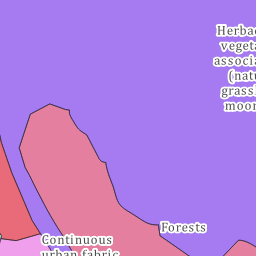 Herbac
vegeta
associa
(natu
grassl
moor
Forests
Continuous
urban fabric